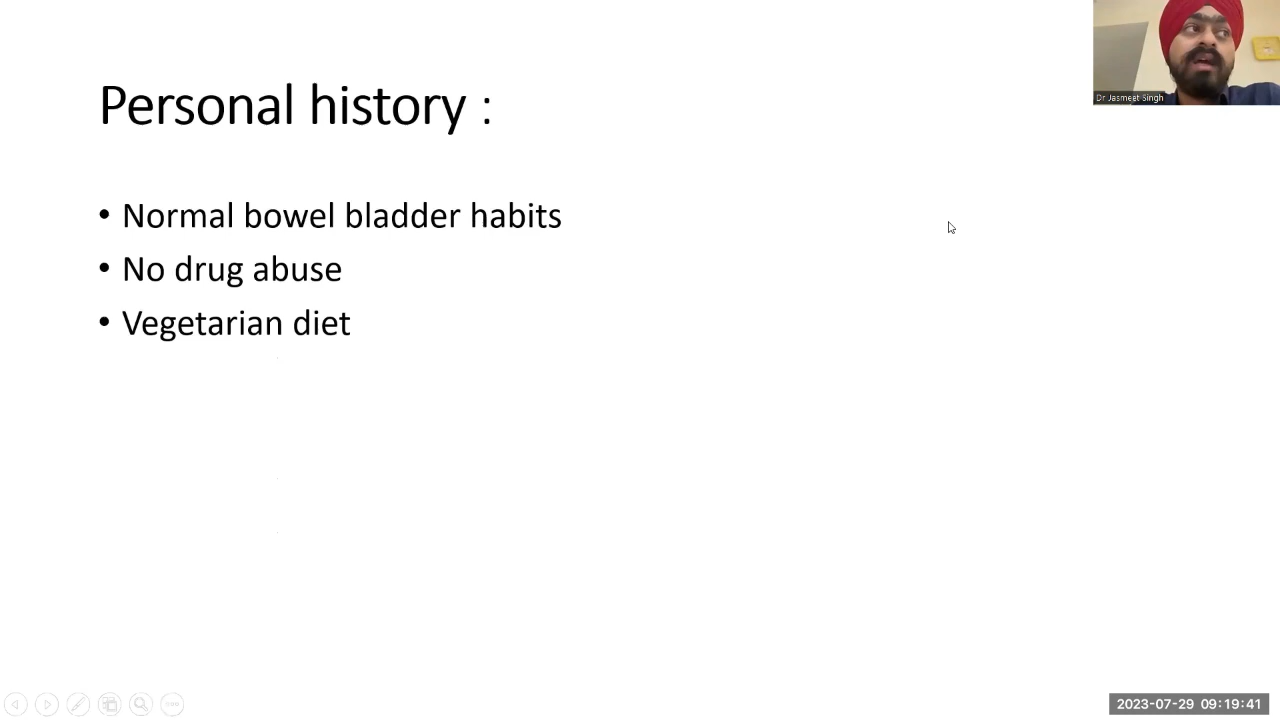 Dr Jasmeet Singh
Personal history :
• Normal bowel bladder habits
• No drug abuse
• Vegetarian diet
2023-07-29 09:19:41